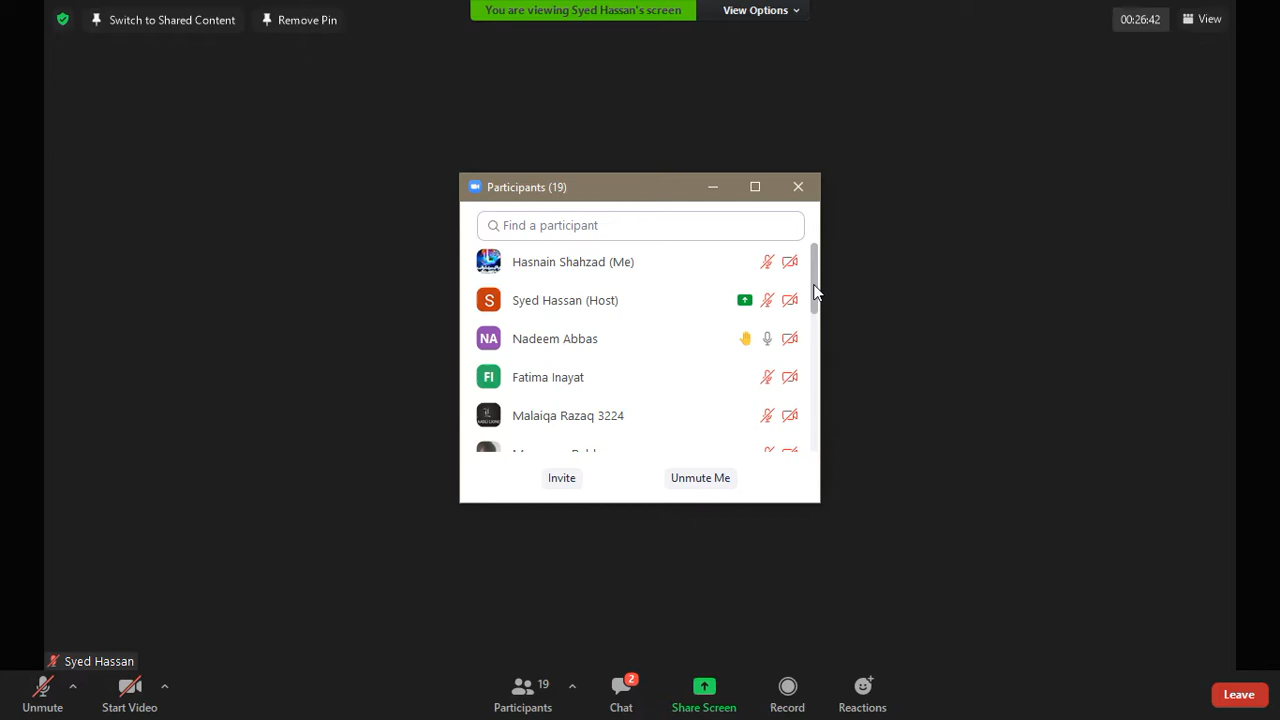 Switch to Shared Content
Remove Pin
You are viewing Syed Hassan's screen
View Options
00:26:42
View
Participants (19)
Find a participant
Hasnain Shahzad (Me)
S
Syed Hassan (Host)
NA
Nadeem Abbas
FI
Fatima Inayat
Malaiqa Razaq 3224
Invite
Unmute Me
Syed Hassan
Unmute
Start Video
19
Participants
2
Chat
Share Screen
Record
Reactions
Leave